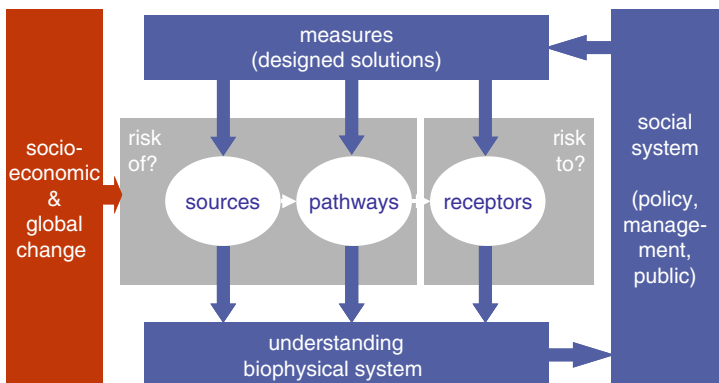 measures
(designed solutions)
risk
of?
risk
to?
socio-
economic
&
global
change
sources
pathways
receptors
social
system
(policy,
manage-
ment,
public)
understanding
biophysical system